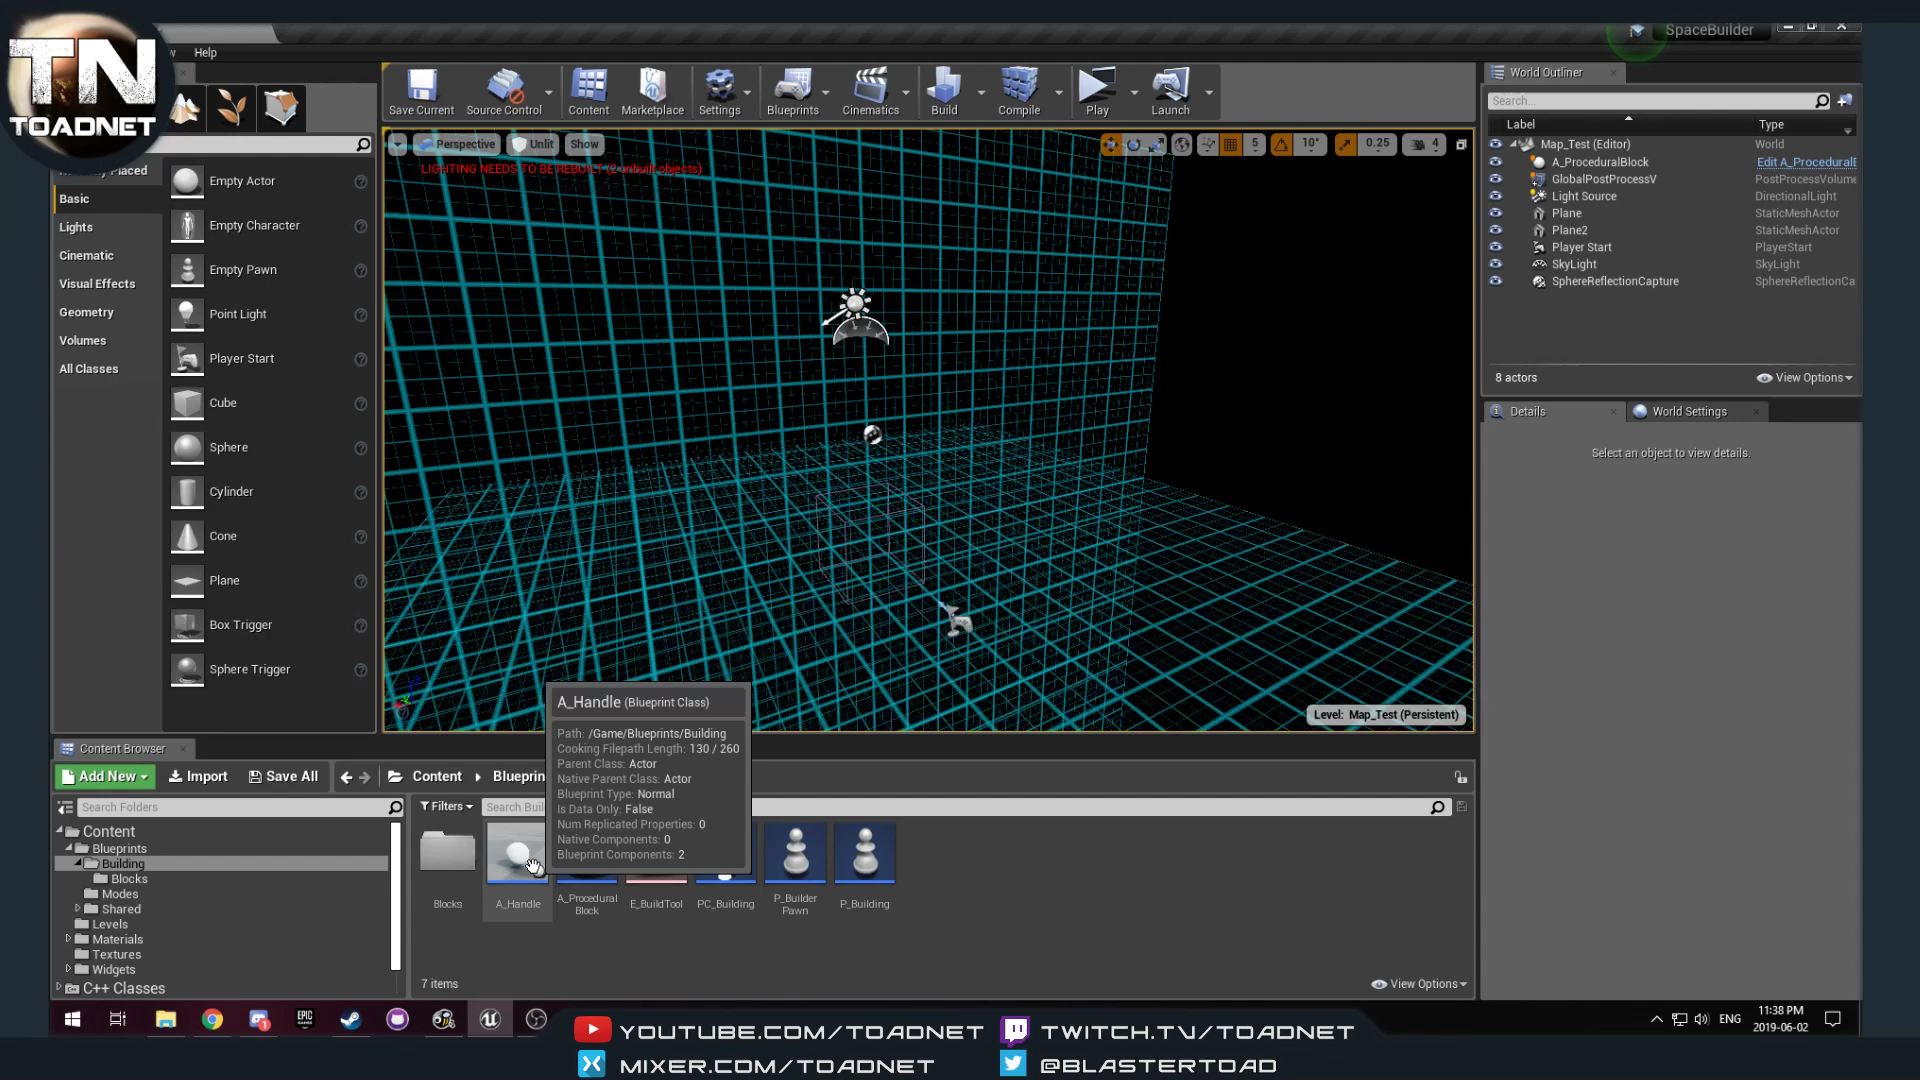 TN
TOADNET
w Help
SpaceBuilder
Save Current
Source Control
Content
Marketplace
Settings
Blueprints
Cinematics
Build
Compile
Play
Launch
World Outliner
Search...
Label
Type
Map_Test (Editor) World
A_ProceduralBlock Edit A_ProceduralE
GlobalPostProcessV PostProcessVolume
Light Source DirectionalLight
Plane StaticMeshActor
Plane2 StaticMeshActor
Player Start PlayerStart
SkyLight SkyLight
SphereReflectionCapture SphereReflectionCa
8 actors
View Options
Details
World Settings
Select an object to view details.
Placed
Basic
Lights
Cinematic
Visual Effects
Geometry
Volumes
All Classes
Empty Actor
Empty Character
Empty Pawn
Point Light
Player Start
Cube
Sphere
Cylinder
Cone
Plane
Box Trigger
Sphere Trigger
Perspective
Unlit
Show
5
10°
0.25
4
LIGHTING NEEDS TO BE REBUILT (2 unbuilt objects)
Level: Map_Test (Persistent)
A_Handle (Blueprint Class)
Path: /Game/Blueprints/Building
Cooking Filepath Length: 130 / 260
Parent Class: Actor
Native Parent Class: Actor
Blueprint Type: Normal
Is Data Only: False
Num Replicated Properties: 0
Native Components: 0
Blueprint Components: 2
Content Browser
Add New
Import
Save All
Content
Blueprin
Search Folders
Filters
Search Buil
Content
Blueprints
Building
Blocks
Modes
Shared
Levels
Materials
Textures
Widgets
C++ Classes
Blocks
A_Handle
A_Procedural
Block
E_BuildTool
PC_Building
P_Builder
Pawn
P_Building
7 items
View Options
EPIC
GAMES
ENG
11:38 PM
2019-06-02
YOUTUBE.COM/TOADNET
TWITCH.TV/TOADNET
MIXER.COM/TOADNET
@BLASTERTOAD